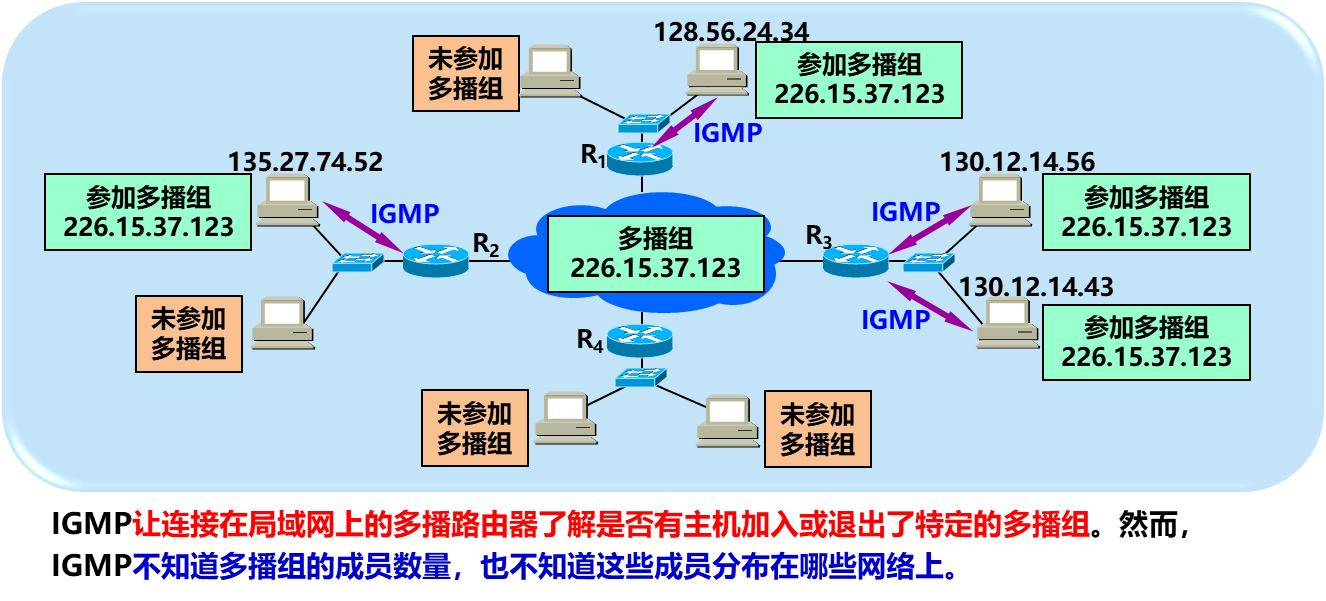 128.56.24.34
未参加
多播组
参加多播组
226.15.37.123
IGMP
R1
135.27.74.52
参加多播组
226.15.37.123
IGMP
R2
未参加
多播组
多播组
226.15.37.123
130.12.14.56
参加多播组
226.15.37.123
IGMP
R3
130.12.14.43
IGMP
参加多播组
226.15.37.123
R4
未参加
多播组
未参加
多播组
IGMP让连接在局域网上的多播路由器了解是否有主机加入或退出了特定的多播组。然而，
IGMP不知道多播组的成员数量，也不知道这些成员分布在哪些网络上。